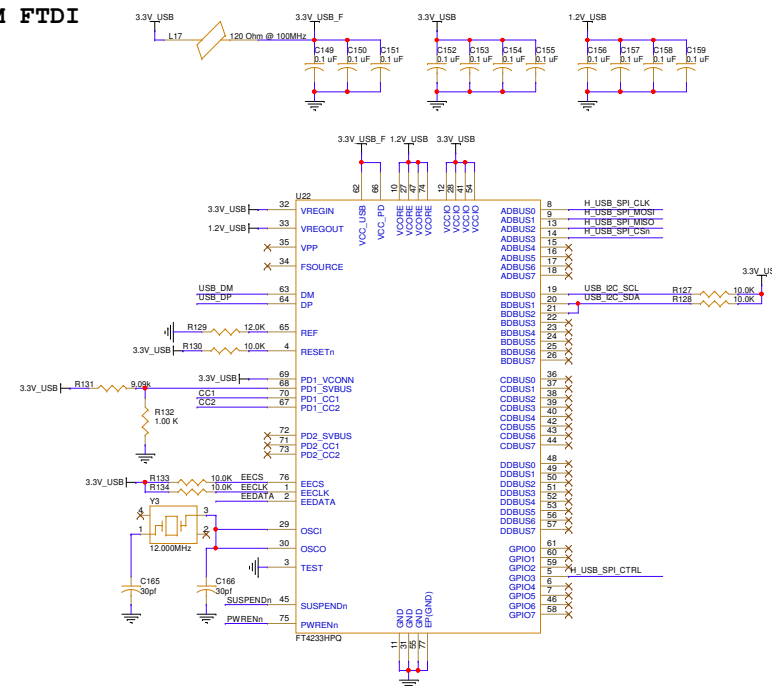 M FTDI
3.3V_USB
3.3V_USB_F
3.3V_USB
1.2V_USB
L17
120 Ohm @ 100MHz
C149
0.1 uF
C150
0.1 uF
C151
0.1 uF
C152
0.1 uF
C153
0.1 uF
C154
0.1 uF
C155
0.1 uF
C156
0.1 uF
C157
0.1 uF
C158
0.1 uF
C159
0.1 uF
3.3V_USB_F 1.2V_USB 3.3V_USB
62 66 10 27 47 74 12 28 41 54
VCC_USB VCC_PD VCORE VCORE VCORE VCORE VCCIO VCCIO VCCIO VCCIO
U22
3.3V_USB 32 VREGIN
1.2V_USB 33 VREGOUT
35 VPP
34 FSOURCE
USB_DM 63 DM
USB_DP 64 DP
R129 12.0K 65 REF
3.3V_USB R130 10.0K 4 RESETn
3.3V_USB 69 PD1_VCONN
3.3V_USB R131 9.09k 68 PD1_SVBUS
CC1 70 PD1_CC1
CC2 67 PD1_CC2
R132
1.00 K
72 PD2_SVBUS
71 PD2_CC1
73 PD2_CC2
3.3V_USB R133 10.0K EECS 76 EECS
R134 10.0K EECLK 1 EECLK
EEDATA 2 EEDATA
Y3
4 3
1 2
12.000MHz
29 OSCI
30 OSCO
3 TEST
C165
30pf
C166
30pf
SUSPENDn 45 SUSPENDn
PWRENn 75 PWRENn
FT4233HPQ
ADBUS0 8 H_USB_SPI_CLK
ADBUS1 9 H_USB_SPI_MOSI
ADBUS2 13 H_USB_SPI_MISO
ADBUS3 14 H_USB_SPI_CSn
ADBUS4 15
ADBUS5 16
ADBUS6 17
ADBUS7 18
3.3V_US
BDBUS0 19 USB_I2C_SCL R127 10.0K
BDBUS1 20 USB_I2C_SDA R128 10.0K
BDBUS2 21
BDBUS3 22
BDBUS4 23
BDBUS5 24
BDBUS6 25
BDBUS7 26
CDBUS0 36
CDBUS1 37
CDBUS2 38
CDBUS3 39
CDBUS4 40
CDBUS5 42
CDBUS6 43
CDBUS7 44
DDBUS0 48
DDBUS1 49
DDBUS2 50
DDBUS3 51
DDBUS4 52
DDBUS5 53
DDBUS6 56
DDBUS7 57
GPIO0 61
GPIO1 60
GPIO2 59
GPIO3 5 H_USB_SPI_CTRL
GPIO4 6
GPIO5 7
GPIO6 46
GPIO7 58
GND GND GND EP(GND)
11 31 55 77